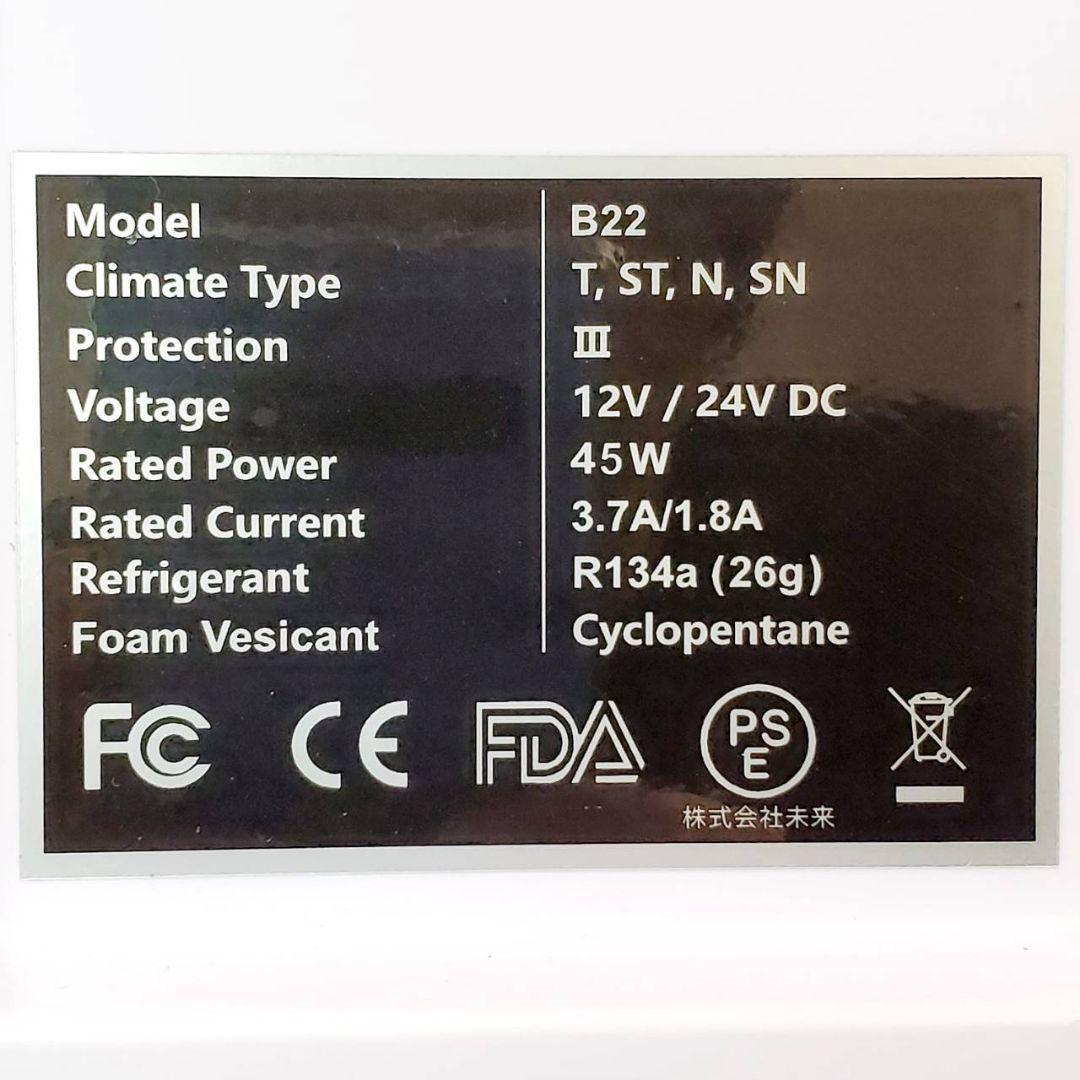 Model B22
Climate Type T, ST, N, SN
Protection Ⅲ
Voltage 12V / 24V DC
Rated Power 45W
Rated Current 3.7A/1.8A
Refrigerant R134a (26g)
Foam Vesicant Cyclopentane
FC CE FDA PSE
株式会社未来